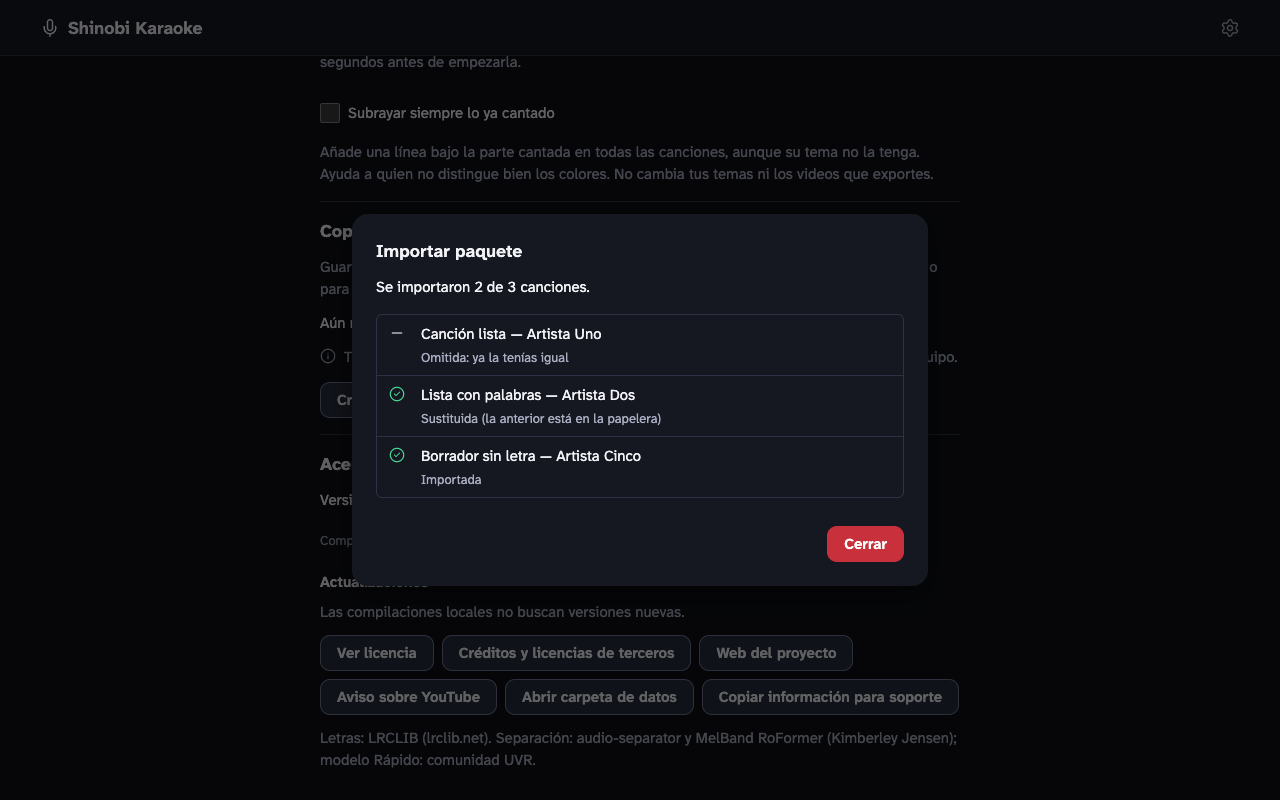 Shinobi Karaoke
segundos antes de empezarla.
Subrayar siempre lo ya cantado
Añade una línea bajo la parte cantada en todas las canciones, aunque su tema no la tenga.
Ayuda a quien no distingue bien los colores. No cambia tus temas ni los videos que exportes.
Importar paquete
Se importaron 2 de 3 canciones.
Canción lista — Artista Uno
Omitida: ya la tenías igual
Lista con palabras — Artista Dos
Sustituida (la anterior está en la papelera)
Borrador sin letra — Artista Cinco
Importada
Cerrar
Las compilaciones locales no buscan versiones nuevas.
Ver licencia
Créditos y licencias de terceros
Web del proyecto
Aviso sobre YouTube
Abrir carpeta de datos
Copiar información para soporte
Letras: LRCLIB (lrclib.net). Separación: audio-separator y MelBand RoFormer (Kimberley Jensen);
modelo Rápido: comunidad UVR.